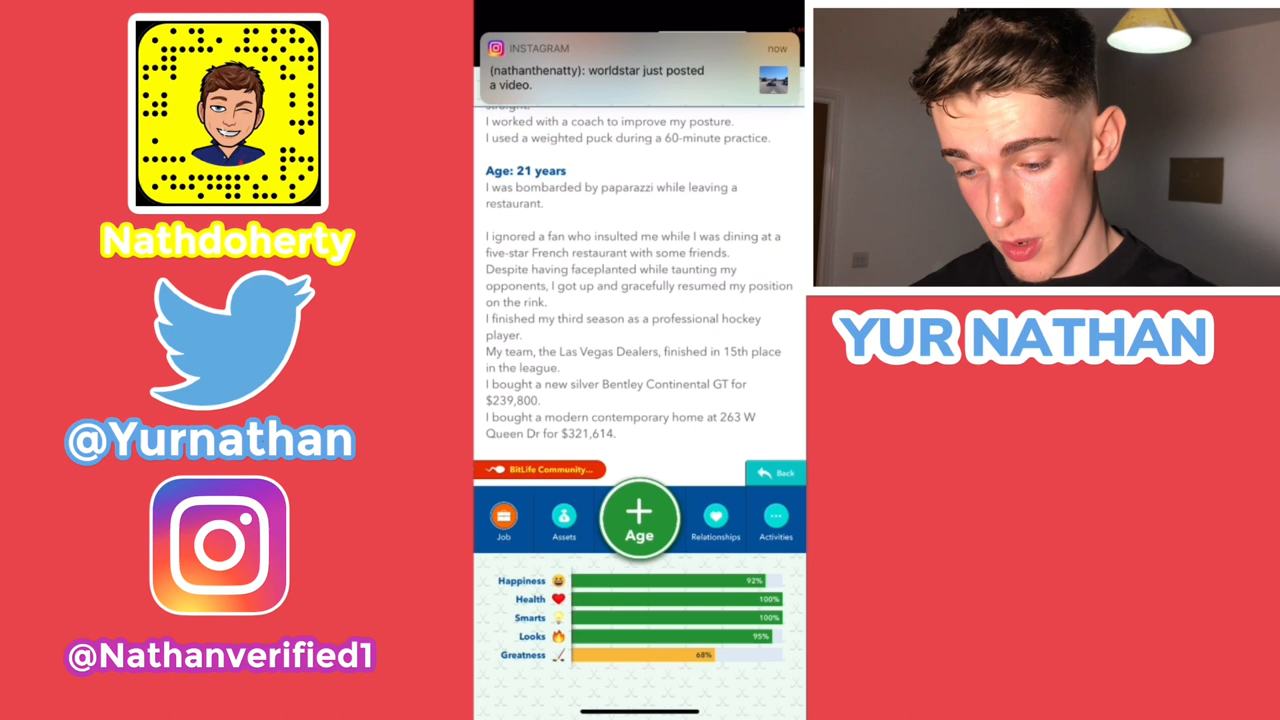 Nathdoherty
@Yurnathan
@Nathanverified1
INSTAGRAM
now
(nathanthenatty): worldstar just posted
a video.
straight.
I worked with a coach to improve my posture.
I used a weighted puck during a 60-minute practice.
Age: 21 years
I was bombarded by paparazzi while leaving a
restaurant.
I ignored a fan who insulted me while I was dining at a
five-star French restaurant with some friends.
Despite having faceplanted while taunting my
opponents, I got up and gracefully resumed my position
on the rink.
I finished my third season as a professional hockey
player.
My team, the Las Vegas Dealers, finished in 15th place
in the league.
I bought a new silver Bentley Continental GT for
$239,800.
I bought a modern contemporary home at 263 W
Queen Dr for $321,614.
BitLife Community...
Back
Job
Assets
Age
Relationships
Activities
Happiness 92%
Health 100%
Smarts 100%
Looks 95%
Greatness 68%
YUR NATHAN